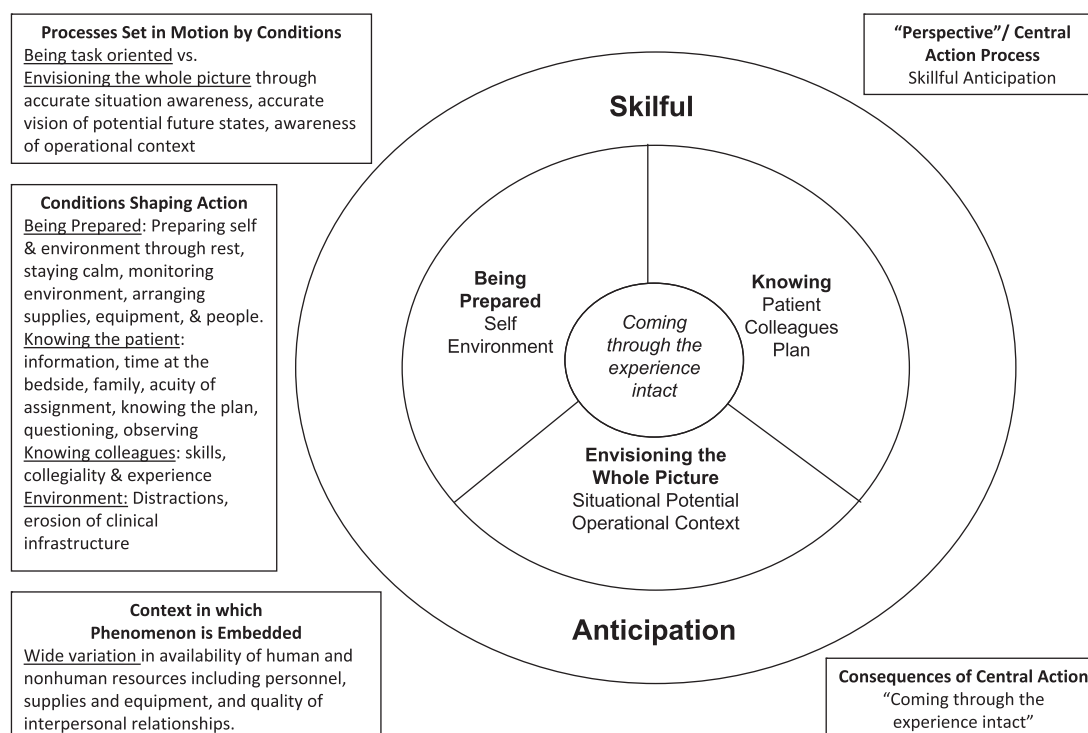 Processes Set in Motion by Conditions
Being task oriented vs.
Envisioning the whole picture through
accurate situation awareness, accurate
vision of potential future states, awareness
of operational context
“Perspective”/ Central
Action Process
Skillful Anticipation
Conditions Shaping Action
Being Prepared: Preparing self
& environment through rest,
staying calm, monitoring
environment, arranging
supplies, equipment, & people.
Knowing the patient:
information, time at the
bedside, family, acuity of
assignment, knowing the plan,
questioning, observing
Knowing colleagues: skills,
collegiality & experience
Environment: Distractions,
erosion of clinical
infrastructure
Skilful
Being
Prepared
Self
Environment
Knowing
Patient
Colleagues
Plan
Coming
through the
experience
intact
Envisioning the
Whole Picture
Situational Potential
Operational Context
Anticipation
Context in which
Phenomenon is Embedded
Wide variation in availability of human and
nonhuman resources including personnel,
supplies and equipment, and quality of
interpersonal relationships.
Consequences of Central Action
“Coming through the
experience intact”